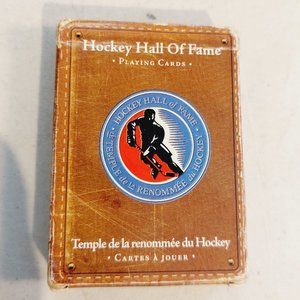 Hockey Hall Of Fame
• PLAYING CARDS •
HOCKEY HALL of FAME
LE TEMPLE de la RENOMMÉE du HOCKEY
Temple de la renommée du Hockey
• CARTES À JOUER •